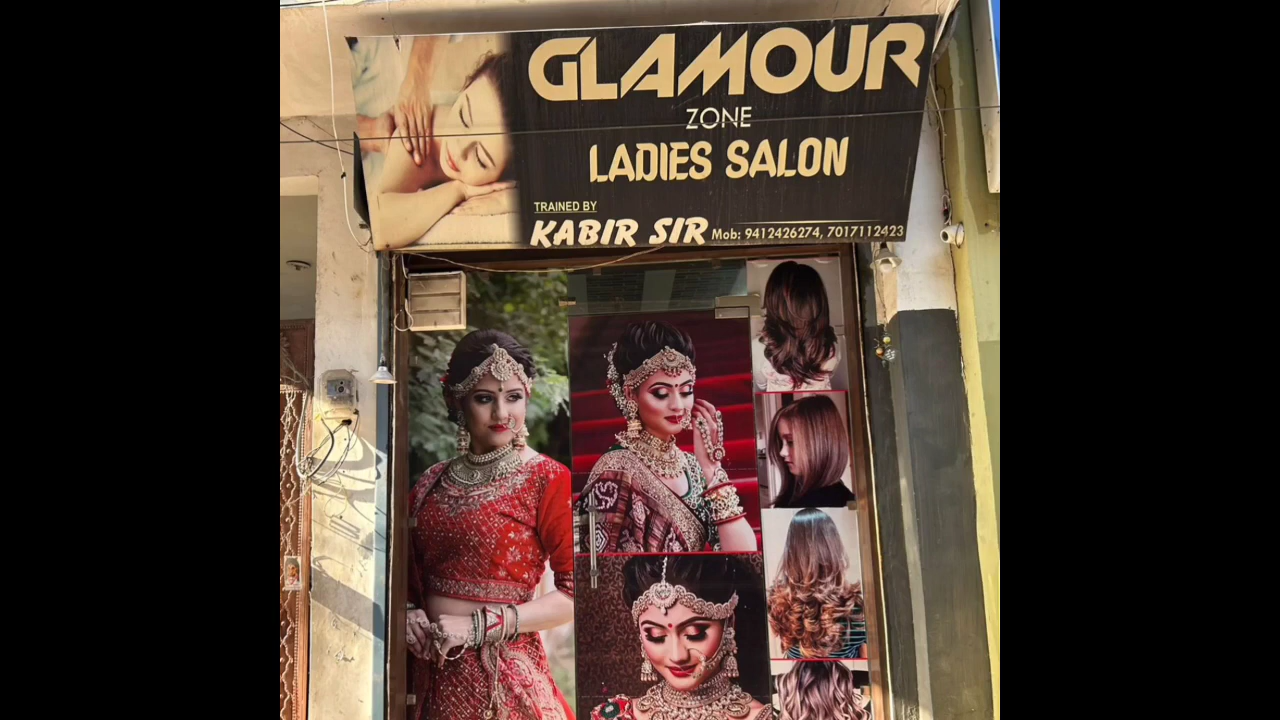 GLAMOUR
ZONE
LADIES SALON
TRAINED BY
KABIR SIR Mob: 9412426274, 7017112423